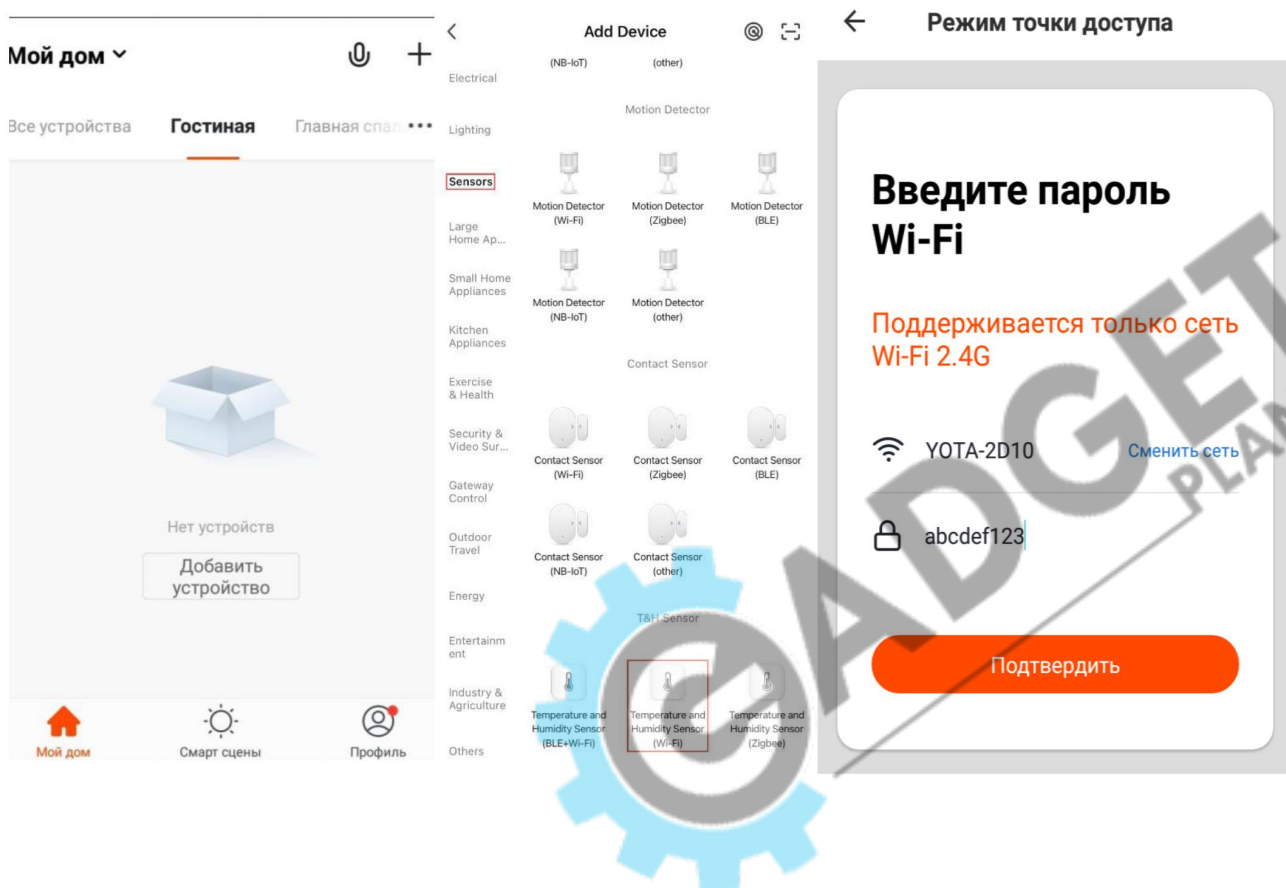 Мой дом
Все устройства
Гостиная
Главная спал
Нет устройств
Добавить
устройство
Мой дом
Смарт сцены
Профиль
Add Device
Electrical
Lighting
Sensors
Large
Home Ap...
Small Home
Appliances
Kitchen
Appliances
Exercise
& Health
Security &
Video Sur...
Gateway
Control
Outdoor
Travel
Energy
Entertainm
ent
Industry &
Agriculture
Others
(NB-IoT)
(other)
Motion Detector
Motion Detector
(Wi-Fi)
Motion Detector
(Zigbee)
Motion Detector
(BLE)
Motion Detector
(NB-IoT)
Motion Detector
(other)
Contact Sensor
Contact Sensor
(Wi-Fi)
Contact Sensor
(Zigbee)
Contact Sensor
(BLE)
Contact Sensor
(NB-IoT)
Contact Sensor
(other)
T&H Sensor
Temperature and
Humidity Sensor
(BLE+Wi-Fi)
Temperature and
Humidity Sensor
(Wi-Fi)
Temperature and
Humidity Sensor
(Zigbee)
Режим точки доступа
Введите пароль
Wi-Fi
Поддерживается только сеть
Wi-Fi 2.4G
YOTA-2D10
Сменить сеть
abcdef123
Подтвердить
GADGET